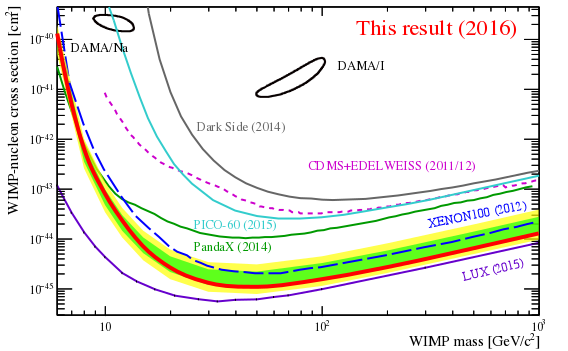 WIMP-nucleon cross section [cm²]
This result (2016)
10⁻⁴⁰
DAMA/Na
DAMA/I
10⁻⁴¹
Dark Side (2014)
10⁻⁴²
CDMS+EDELWEISS (2011/12)
10⁻⁴³
XENON100 (2012)
PICO-60 (2015)
10⁻⁴⁴
PandaX (2014)
LUX (2015)
10⁻⁴⁵
10
10²
10³
WIMP mass [GeV/c²]